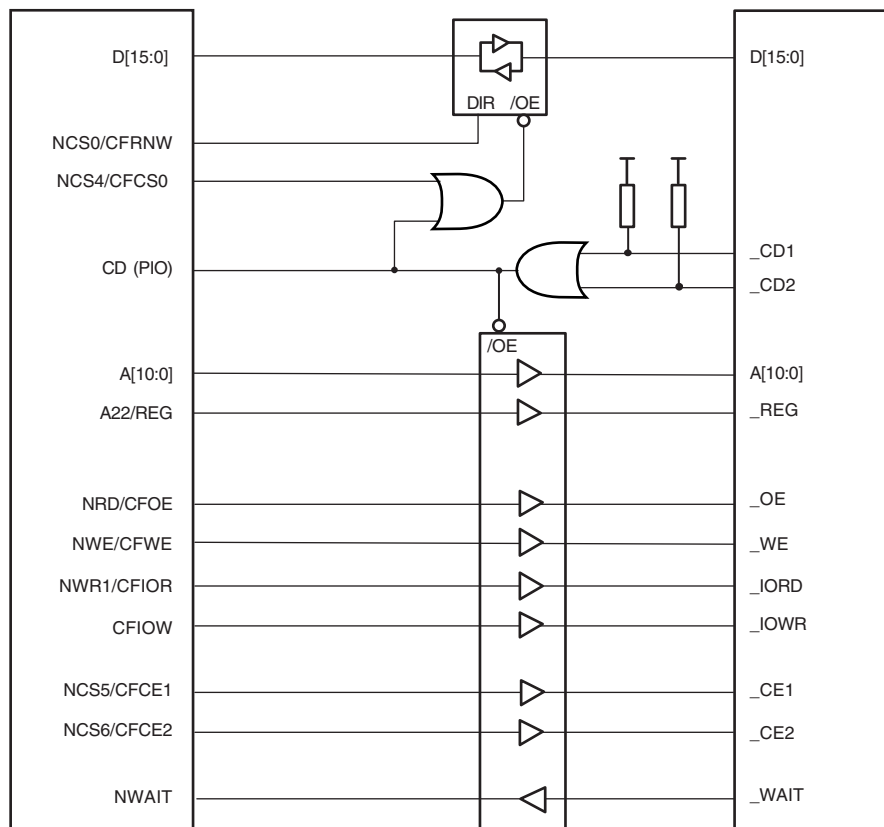 D[15:0] D[15:0]
DIR /OE
NCS0/CFRNW
NCS4/CFCS0
_CD1
CD (PIO)
_CD2
/OE
A[10:0] A[10:0]
A22/REG _REG
NRD/CFOE _OE
NWE/CFWE _WE
NWR1/CFIOR _IORD
CFIOW _IOWR
NCS5/CFCE1 _CE1
NCS6/CFCE2 _CE2
NWAIT _WAIT